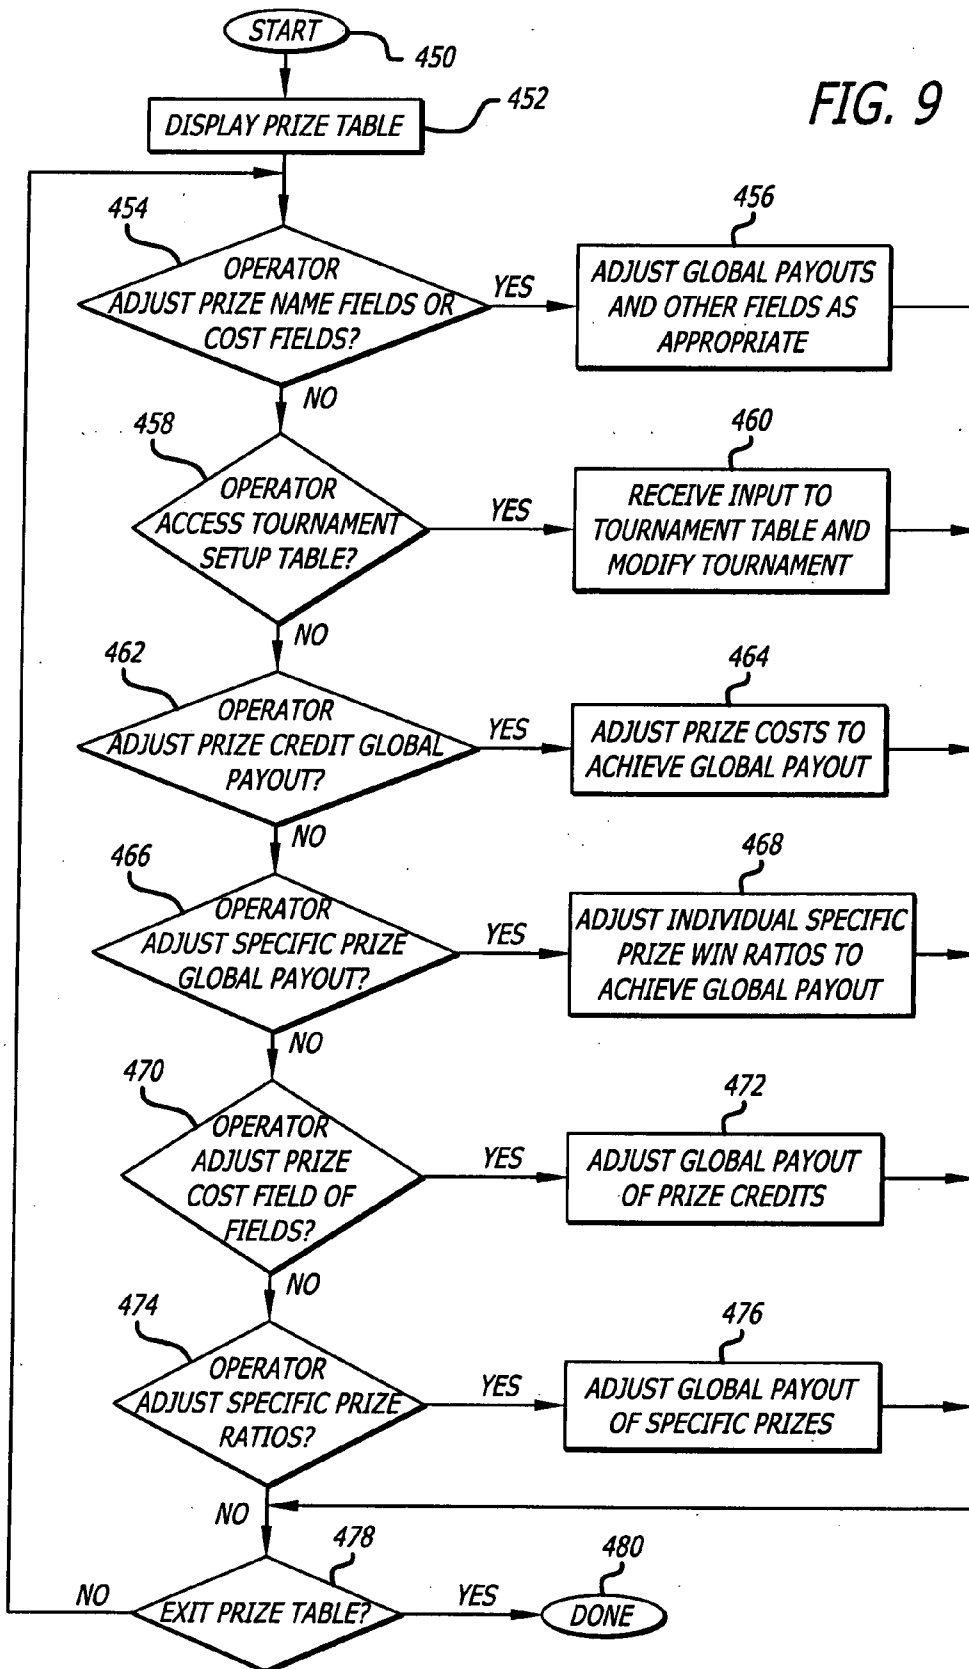 START
450
FIG. 9
452
DISPLAY PRIZE TABLE
454
OPERATOR
ADJUST PRIZE NAME FIELDS OR
COST FIELDS?
YES
456
ADJUST GLOBAL PAYOUTS
AND OTHER FIELDS AS
APPROPRIATE
NO
458
OPERATOR
ACCESS TOURNAMENT
SETUP TABLE?
YES
460
RECEIVE INPUT TO
TOURNAMENT TABLE AND
MODIFY TOURNAMENT
NO
462
OPERATOR
ADJUST PRIZE CREDIT GLOBAL
PAYOUT?
YES
464
ADJUST PRIZE COSTS TO
ACHIEVE GLOBAL PAYOUT
NO
466
OPERATOR
ADJUST SPECIFIC PRIZE
GLOBAL PAYOUT?
YES
468
ADJUST INDIVIDUAL SPECIFIC
PRIZE WIN RATIOS TO
ACHIEVE GLOBAL PAYOUT
NO
470
OPERATOR
ADJUST PRIZE
COST FIELD OF
FIELDS?
YES
472
ADJUST GLOBAL PAYOUT
OF PRIZE CREDITS
NO
474
OPERATOR
ADJUST SPECIFIC PRIZE
RATIOS?
YES
476
ADJUST GLOBAL PAYOUT
OF SPECIFIC PRIZES
NO
478
EXIT PRIZE TABLE?
NO
YES
480
DONE